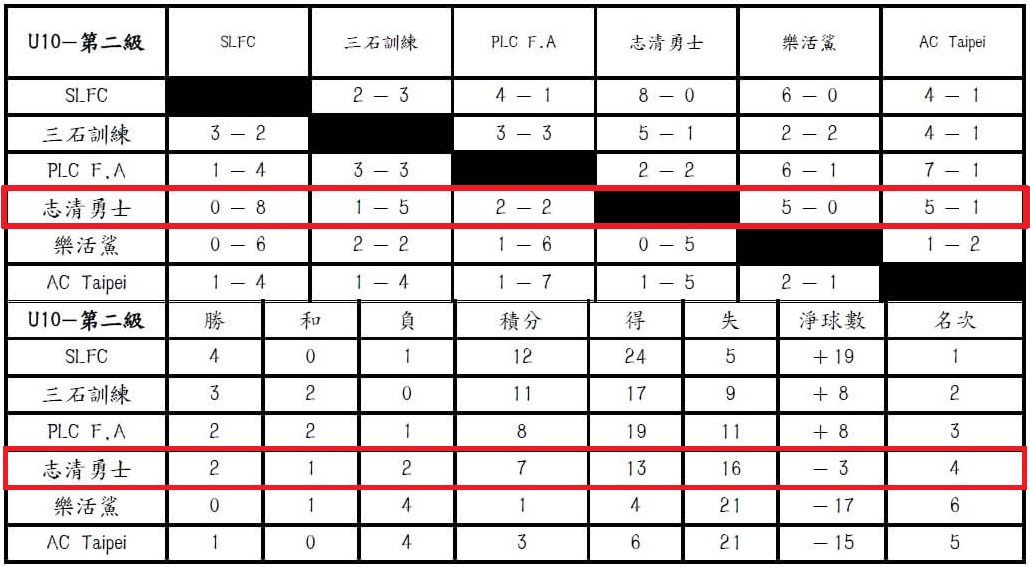 U10－第二級 SLFC 三石訓練 PLC F.A 志清勇士 樂活鯊 AC Taipei
SLFC 2 － 3 4 － 1 8 － 0 6 － 0 4 － 1
三石訓練 3 － 2 3 － 3 5 － 1 2 － 2 4 － 1
PLC F.A 1 － 4 3 － 3 2 － 2 6 － 1 7 － 1
志清勇士 0 － 8 1 － 5 2 － 2 5 － 0 5 － 1
樂活鯊 0 － 6 2 － 2 1 － 6 0 － 5 1 － 2
AC Taipei 1 － 4 1 － 4 1 － 7 1 － 5 2 － 1
U10－第二級 勝 和 負 積分 得 失 淨球數 名次
SLFC 4 0 1 12 24 5 ＋19 1
三石訓練 3 2 0 11 17 9 ＋ 8 2
PLC F.A 2 2 1 8 19 11 ＋ 8 3
志清勇士 2 1 2 7 13 16 － 3 4
樂活鯊 0 1 4 1 4 21 －17 6
AC Taipei 1 0 4 3 6 21 －15 5